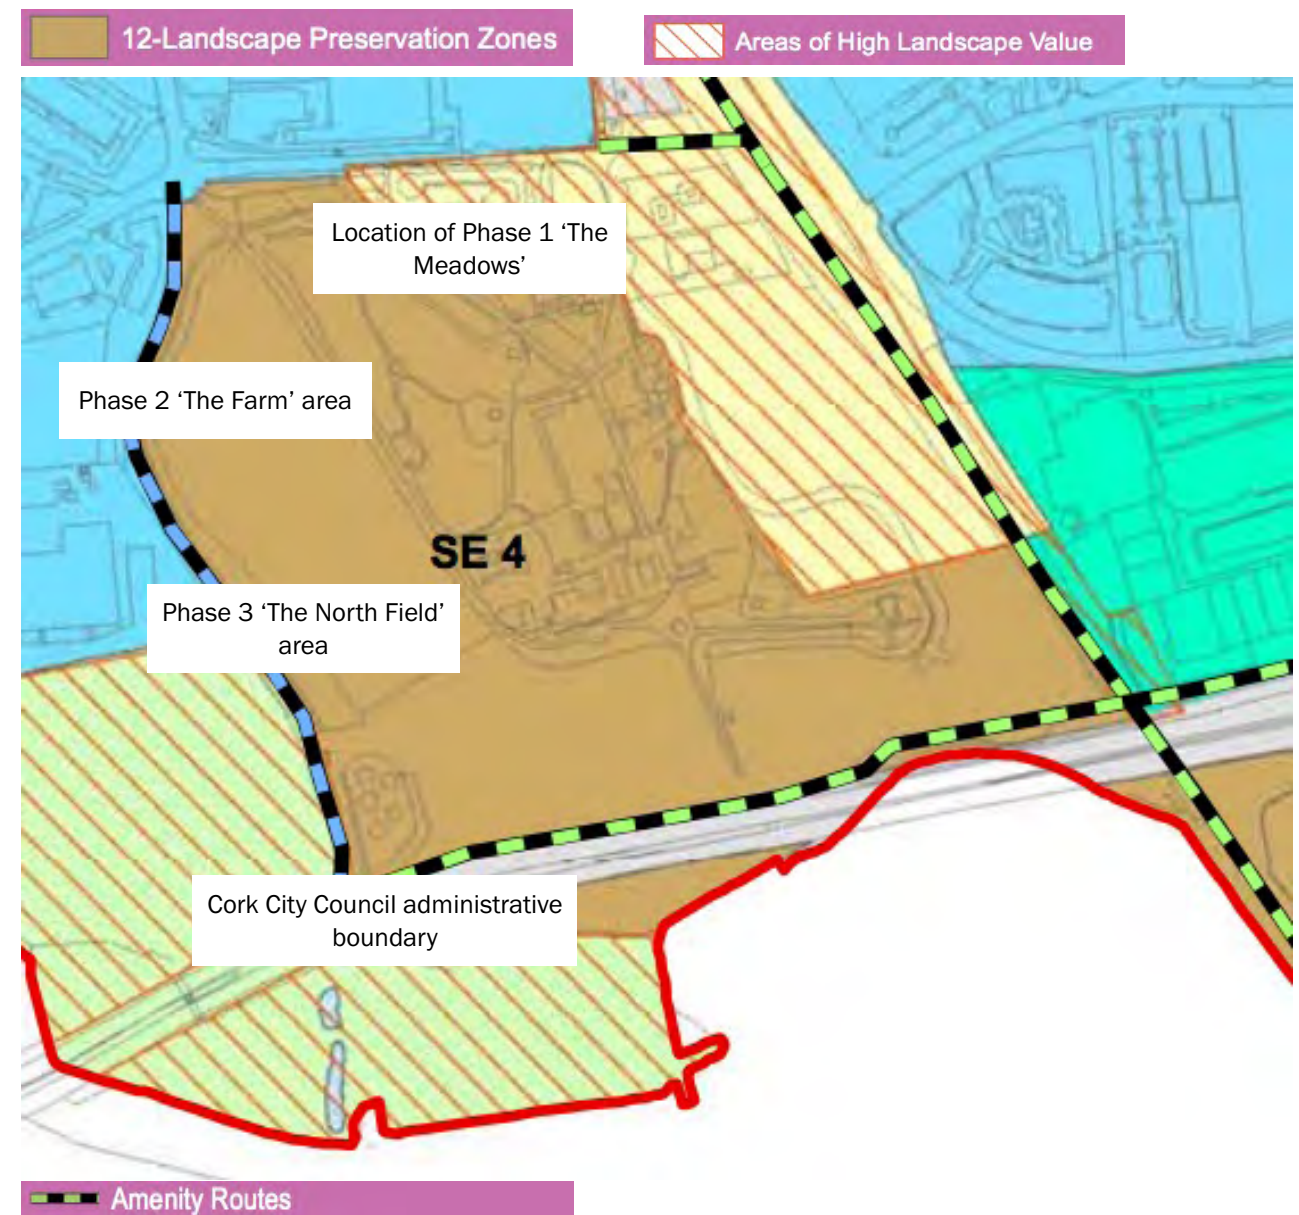 12-Landscape Preservation Zones
Areas of High Landscape Value
Location of Phase 1 ‘The
Meadows’
Phase 2 ‘The Farm’ area
SE 4
Phase 3 ‘The North Field’
area
Cork City Council administrative
boundary
Amenity Routes